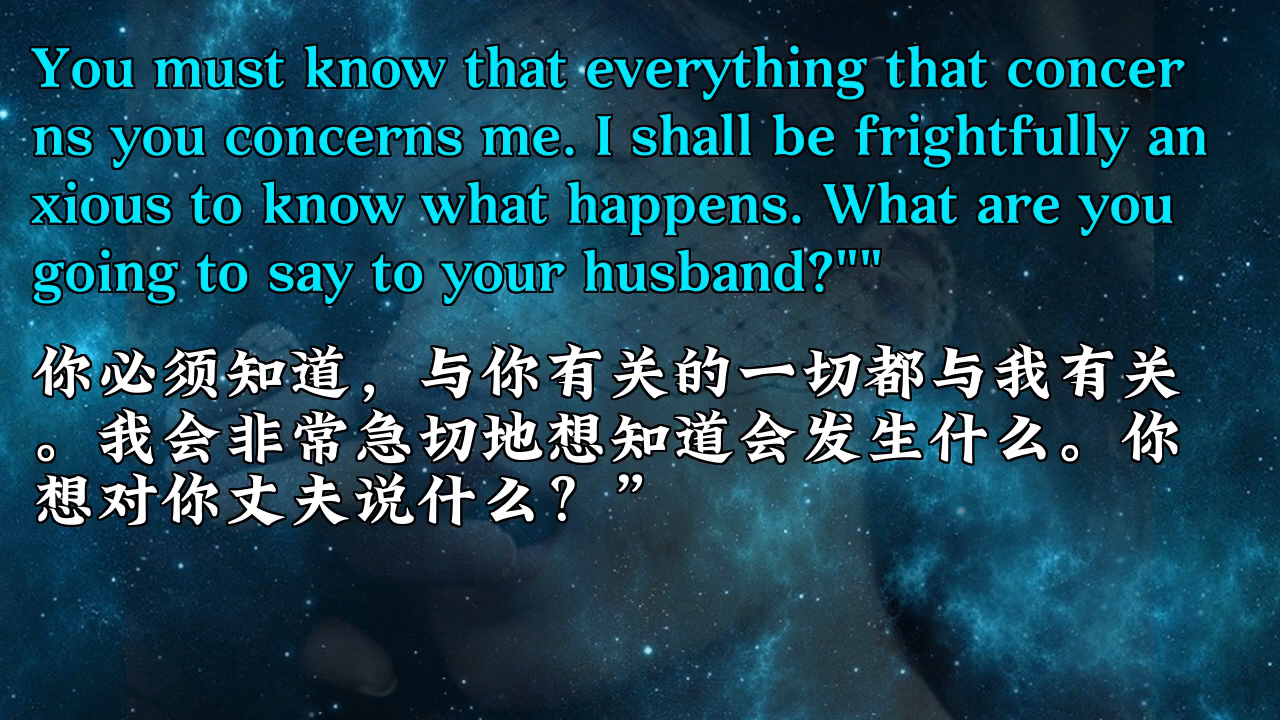 You must know that everything that concer
ns you concerns me. I shall be frightfully an
xious to know what happens. What are you
going to say to your husband?""
你必须知道，与你有关的一切都与我有关
。我会非常急切地想知道会发生什么。你
想对你丈夫说什么？”